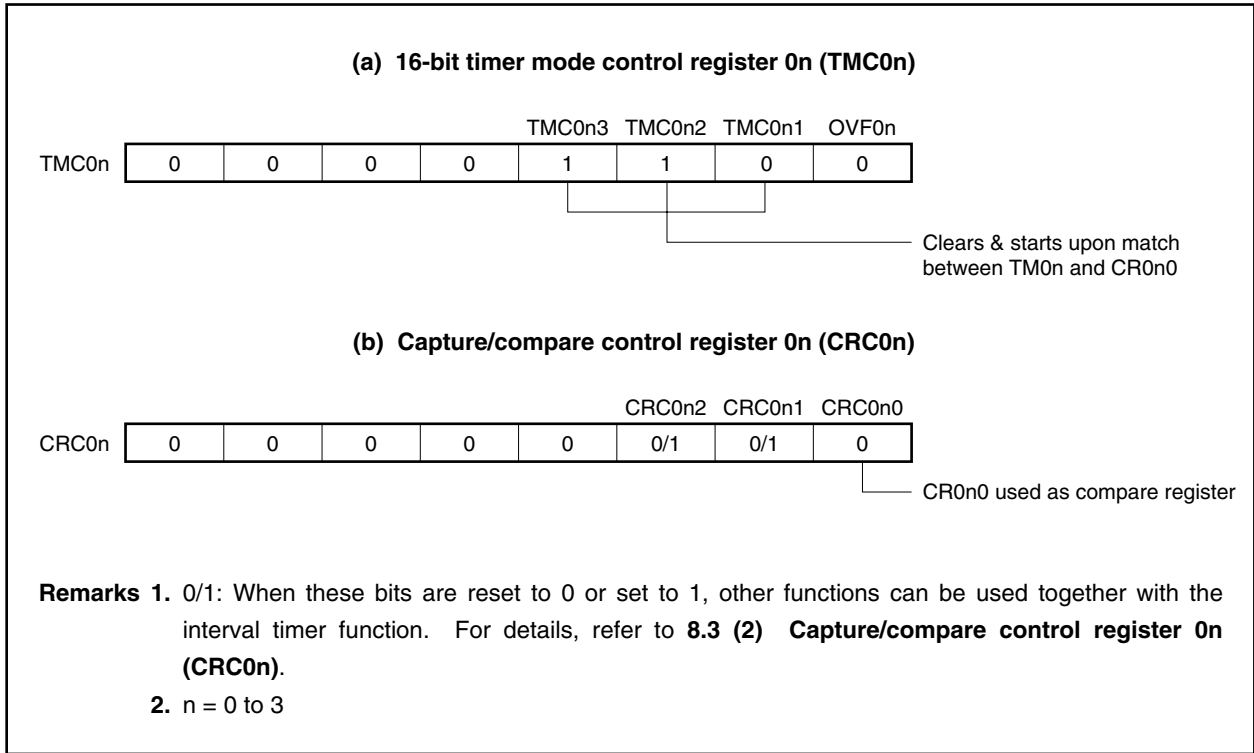 (a) 16-bit timer mode control register 0n (TMC0n)
TMC0n3 TMC0n2 TMC0n1 OVF0n
TMC0n 0 0 0 0 1 1 0 0
Clears & starts upon match
between TM0n and CR0n0
(b) Capture/compare control register 0n (CRC0n)
CRC0n2 CRC0n1 CRC0n0
CRC0n 0 0 0 0 0 0/1 0/1 0
CR0n0 used as compare register
Remarks 1. 0/1: When these bits are reset to 0 or set to 1, other functions can be used together with the
interval timer function. For details, refer to 8.3 (2) Capture/compare control register 0n
(CRC0n).
2. n = 0 to 3